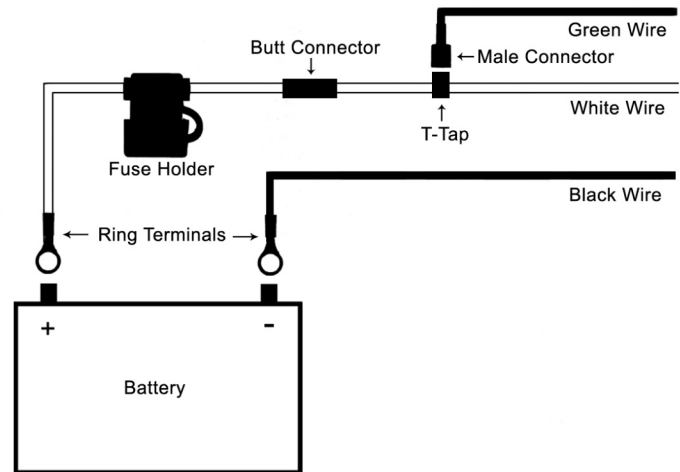 Green Wire
Butt Connector
←Male Connector
White Wire
T-Tap
Fuse Holder
Black Wire
← Ring Terminals →
+ -
Battery